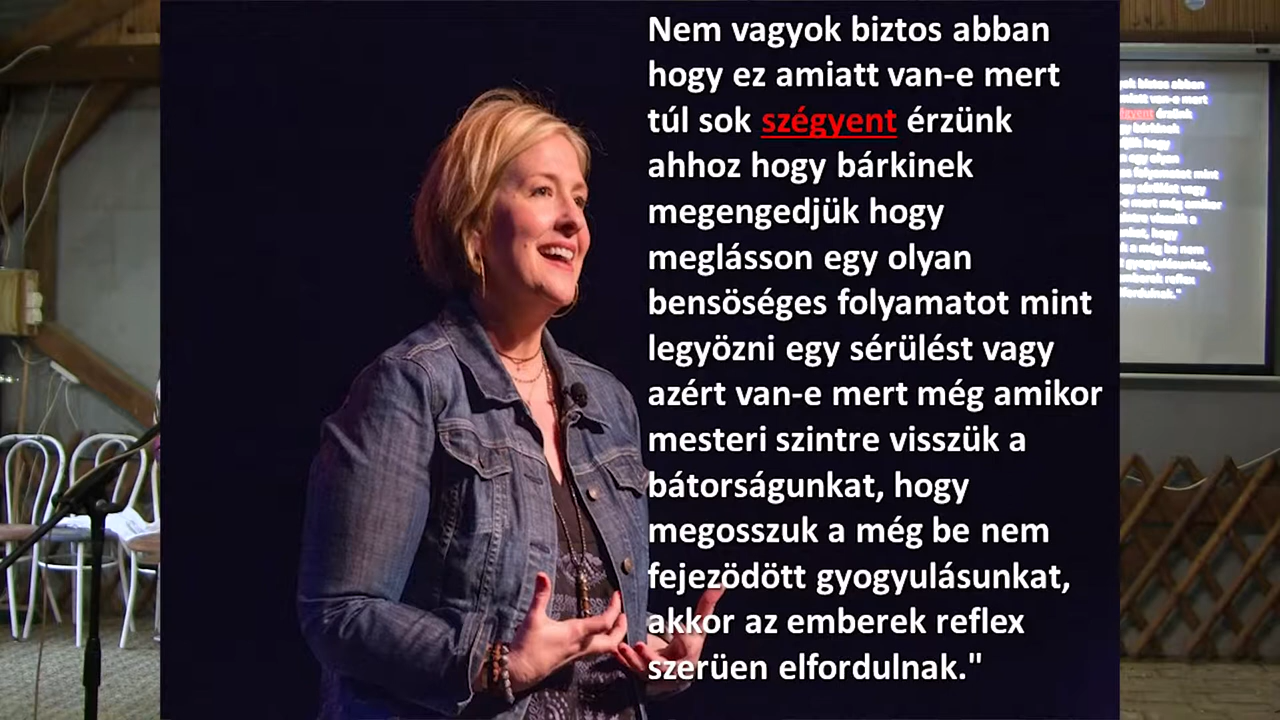 Nem vagyok biztos abban
hogy ez amiatt van-e mert
túl sok szégyent érzünk
ahhoz hogy bárkinek
megengedjük hogy
meglásson egy olyan
bensöséges folyamatot mint
legyözni egy sérülést vagy
azért van-e mert még amikor
mesteri szintre visszük a
bátorságunkat, hogy
megosszuk a még be nem
fejezödött gyogyulásunkat,
akkor az emberek reflex
szerüen elfordulnak."